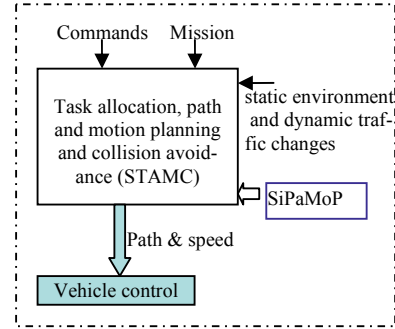 Commands Mission
Task allocation, path
and motion planning
and collision avoid-
ance (STAMC)
static environment
and dynamic traf-
fic changes
SiPaMoP
Path & speed
Vehicle control